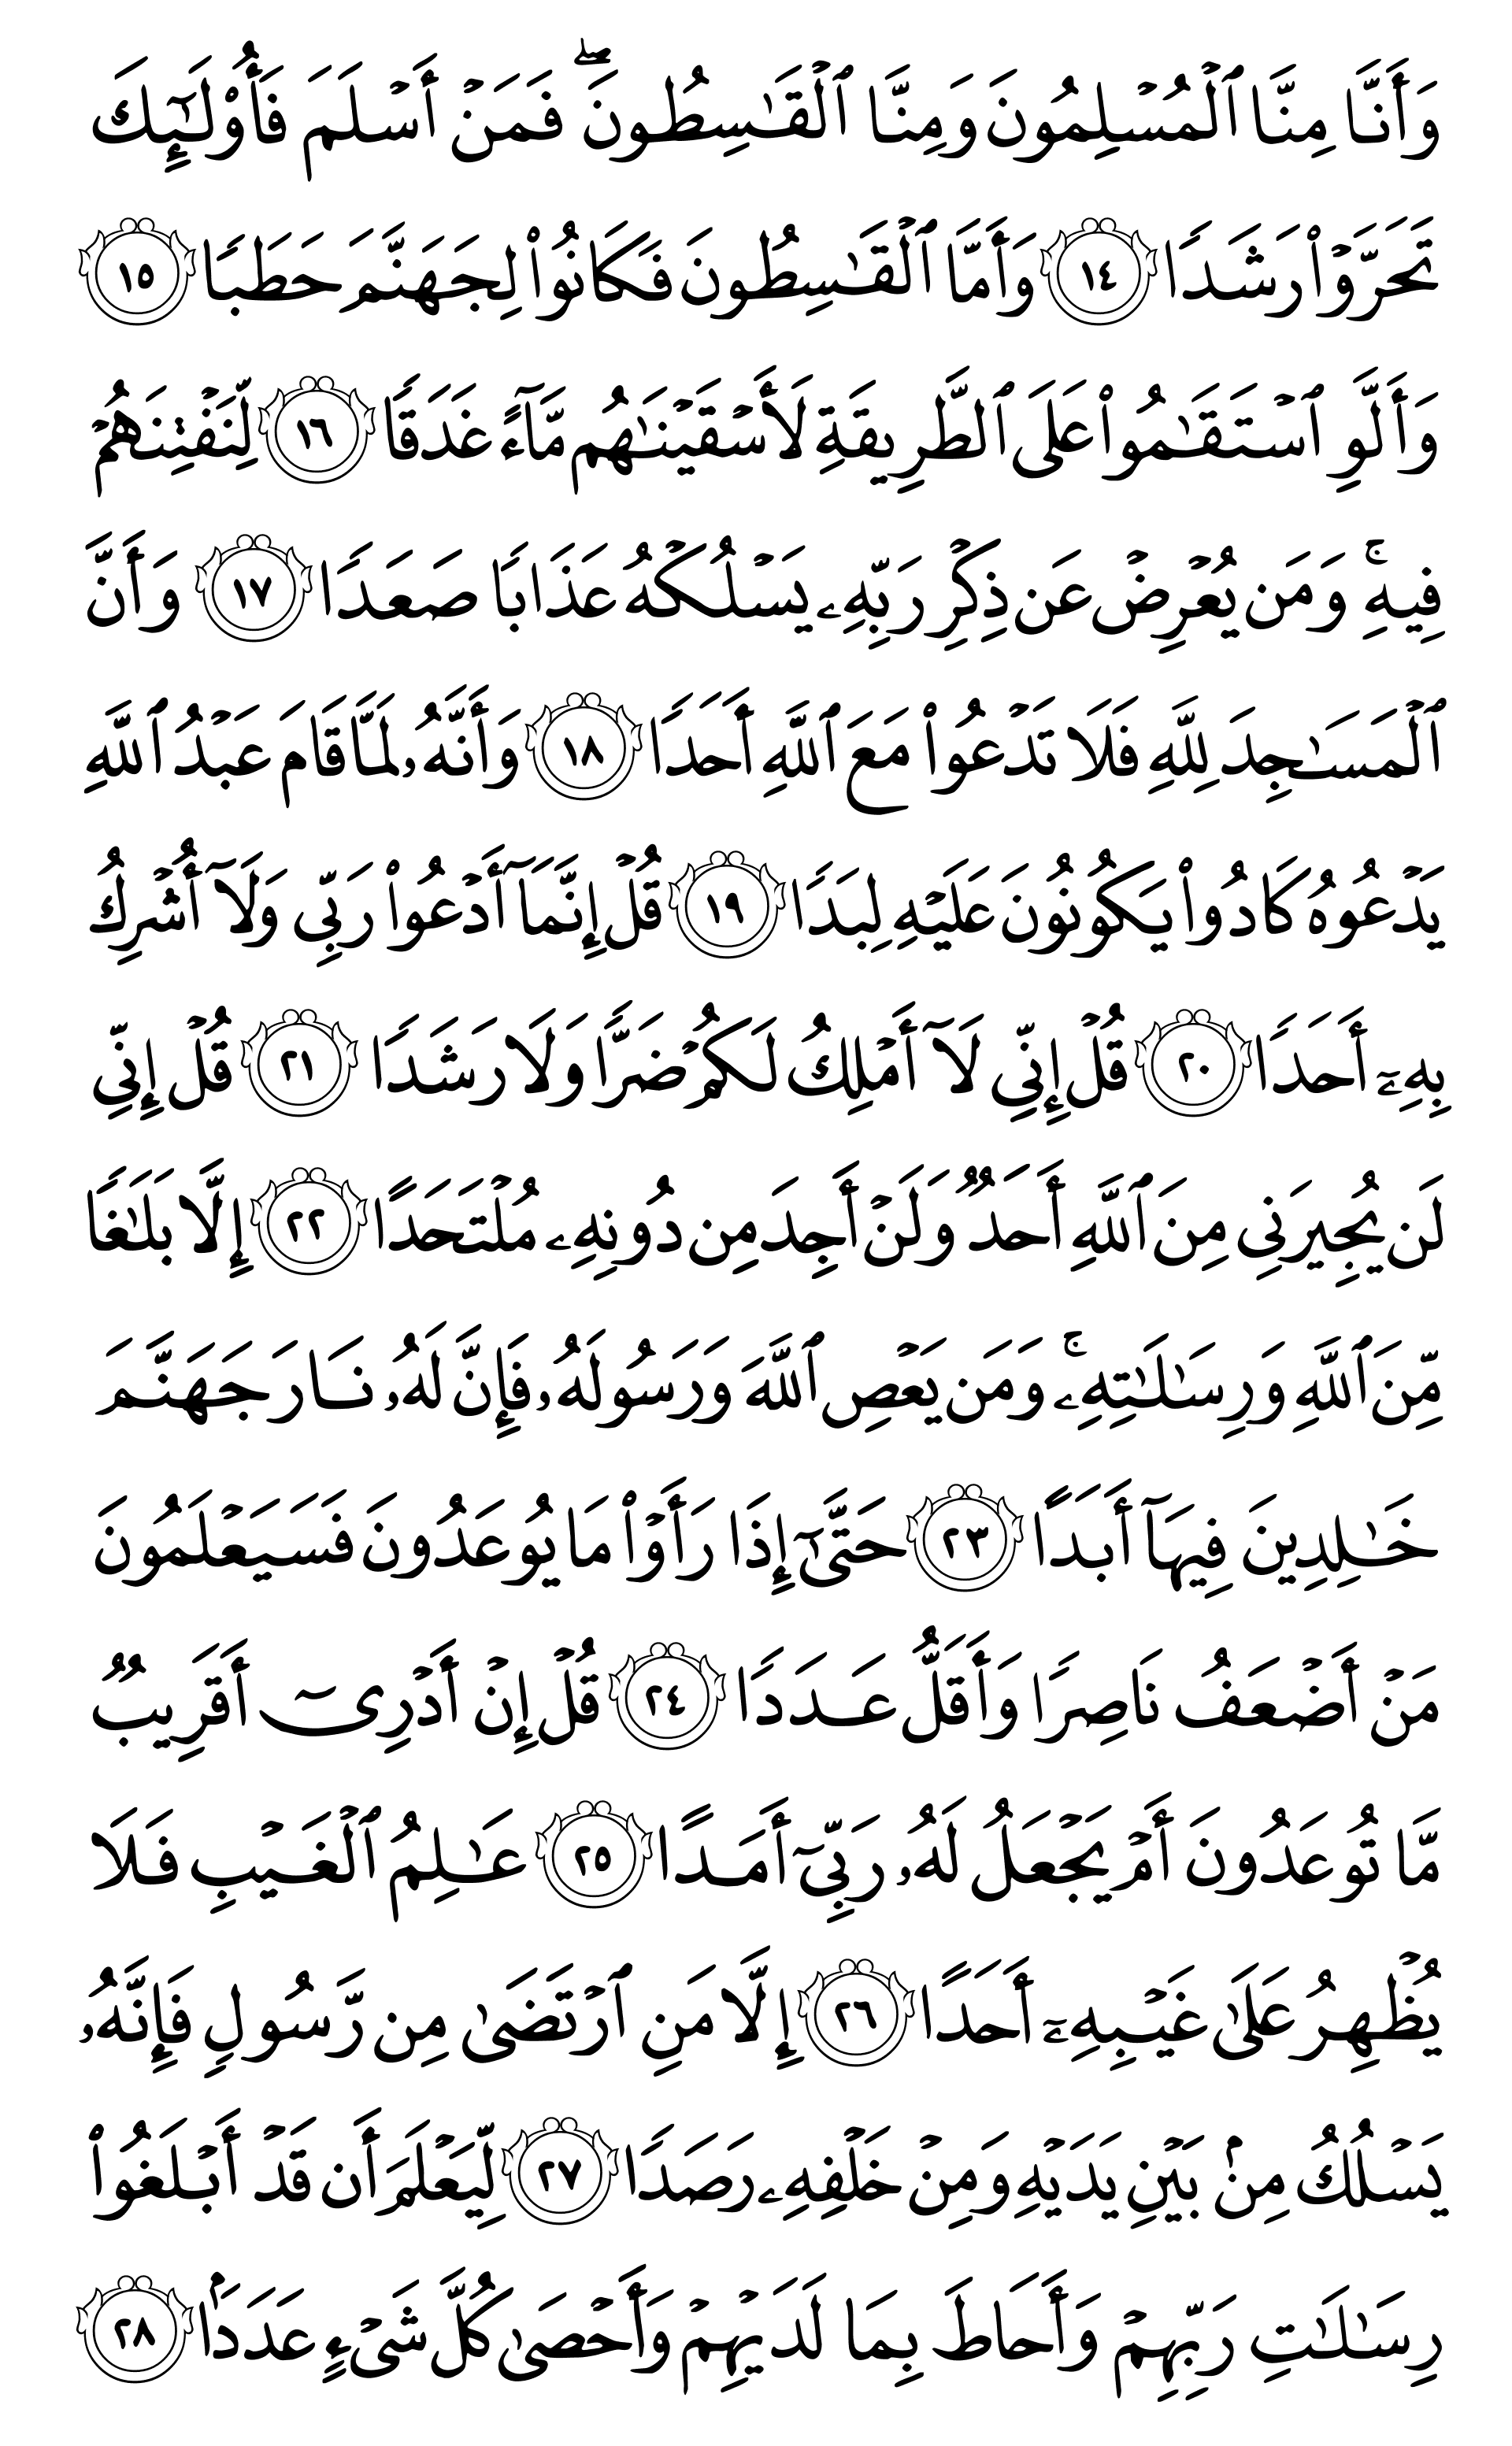 وَأَنَّا مِنَّا ٱلۡمُسۡلِمُونَ وَمِنَّا ٱلۡقَٰسِطُونَۖ فَمَنۡ أَسۡلَمَ فَأُوْلَٰٓئِكَ
تَحَرَّوۡاْ رَشَدٗا ١٤ وَأَمَّا ٱلۡقَٰسِطُونَ فَكَانُواْ لِجَهَنَّمَ حَطَبٗا ١٥
وَأَلَّوِ ٱسۡتَقَٰمُواْ عَلَى ٱلطَّرِيقَةِ لَأَسۡقَيۡنَٰهُم مَّآءً غَدَقٗا ١٦ لِّنَفۡتِنَهُمۡ
فِيهِۚ وَمَن يُعۡرِضۡ عَن ذِكۡرِ رَبِّهِۦ يَسۡلُكۡهُ عَذَابٗا صَعَدٗا ١٧ وَأَنَّ
ٱلۡمَسَٰجِدَ لِلَّهِ فَلَا تَدۡعُواْ مَعَ ٱللَّهِ أَحَدٗا ١٨ وَأَنَّهُۥ لَمَّا قَامَ عَبۡدُ ٱللَّهِ
يَدۡعُوهُ كَادُواْ يَكُونُونَ عَلَيۡهِ لِبَدٗا ١٩ قُلۡ إِنَّمَآ أَدۡعُواْ رَبِّي وَلَآ أُشۡرِكُ
بِهِۦٓ أَحَدٗا ٢٠ قُلۡ إِنِّي لَآ أَمۡلِكُ لَكُمۡ ضَرّٗا وَلَا رَشَدٗا ٢١ قُلۡ إِنِّي
لَن يُجِيرَنِي مِنَ ٱللَّهِ أَحَدٞ وَلَنۡ أَجِدَ مِن دُونِهِۦ مُلۡتَحَدًا ٢٢ إِلَّا بَلَٰغٗا
مِّنَ ٱللَّهِ وَرِسَٰلَٰتِهِۦۚ وَمَن يَعۡصِ ٱللَّهَ وَرَسُولَهُۥ فَإِنَّ لَهُۥ نَارَ جَهَنَّمَ
خَٰلِدِينَ فِيهَآ أَبَدًا ٢٣ حَتَّىٰٓ إِذَا رَأَوۡاْ مَا يُوعَدُونَ فَسَيَعۡلَمُونَ
مَنۡ أَضۡعَفُ نَاصِرٗا وَأَقَلُّ عَدَدٗا ٢٤ قُلۡ إِنۡ أَدۡرِيٓ أَقَرِيبٞ
مَّا تُوعَدُونَ أَمۡ يَجۡعَلُ لَهُۥ رَبِّيٓ أَمَدًا ٢٥ عَٰلِمُ ٱلۡغَيۡبِ فَلَا
يُظۡهِرُ عَلَىٰ غَيۡبِهِۦٓ أَحَدًا ٢٦ إِلَّا مَنِ ٱرۡتَضَىٰ مِن رَّسُولٖ فَإِنَّهُۥ
يَسۡلُكُ مِنۢ بَيۡنِ يَدَيۡهِ وَمِنۡ خَلۡفِهِۦ رَصَدٗا ٢٧ لِّيَعۡلَمَ أَن قَدۡ أَبۡلَغُواْ
رِسَٰلَٰتِ رَبِّهِمۡ وَأَحَاطَ بِمَا لَدَيۡهِمۡ وَأَحۡصَىٰ كُلَّ شَيۡءٍ عَدَدَۢا ٢٨